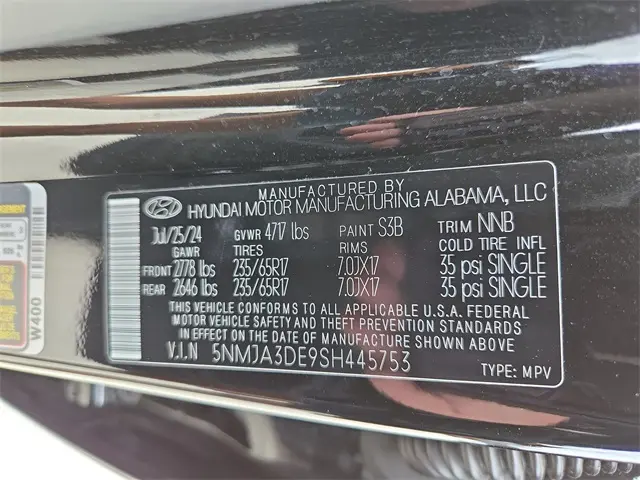 MANUFACTURED BY
HYUNDAI MOTOR MANUFACTURING ALABAMA, LLC
Jul/25/24 GVWR 4717 lbs PAINT S3B TRIM NNB
GAWR TIRES RIMS COLD TIRE INFL
FRONT 2778 lbs 235/65R17 7.0JX17 35 psi SINGLE
REAR 2646 lbs 235/65R17 7.0JX17 35 psi SINGLE
THIS VEHICLE CONFORMS TO ALL APPLICABLE U.S.A. FEDERAL
MOTOR VEHICLE SAFETY AND THEFT PREVENTION STANDARDS
IN EFFECT ON THE DATE OF MANUFACTURE SHOWN ABOVE
V.I.N 5NMJA3DE9SH445753
TYPE: MPV
W400